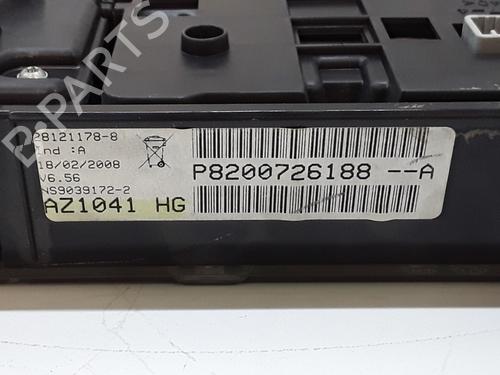 28121178-8
Ind :A
18/02/2008
V6.56
NS9039172-2
AZ1041 HG
P8200726188 --A
B-PARTS